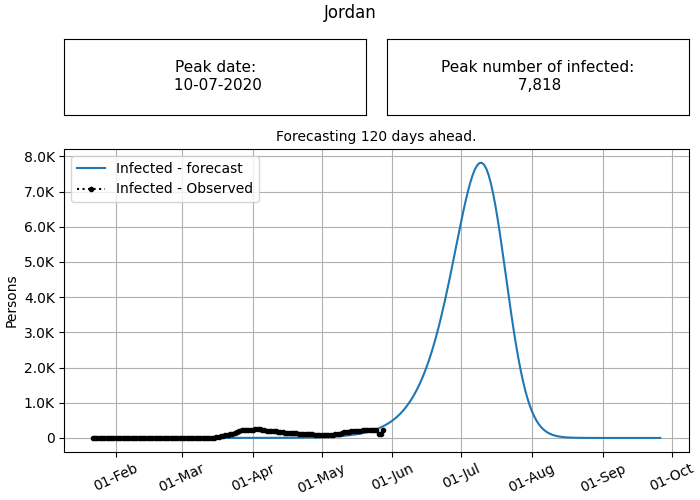 Jordan
Peak date:
10-07-2020
Peak number of infected:
7,818
Forecasting 120 days ahead.
Infected - forecast
Infected - Observed
8.0K
7.0K
6.0K
5.0K
4.0K
3.0K
2.0K
1.0K
0
Persons
01-Feb
01-Mar
01-Apr
01-May
01-Jun
01-Jul
01-Aug
01-Sep
01-Oct